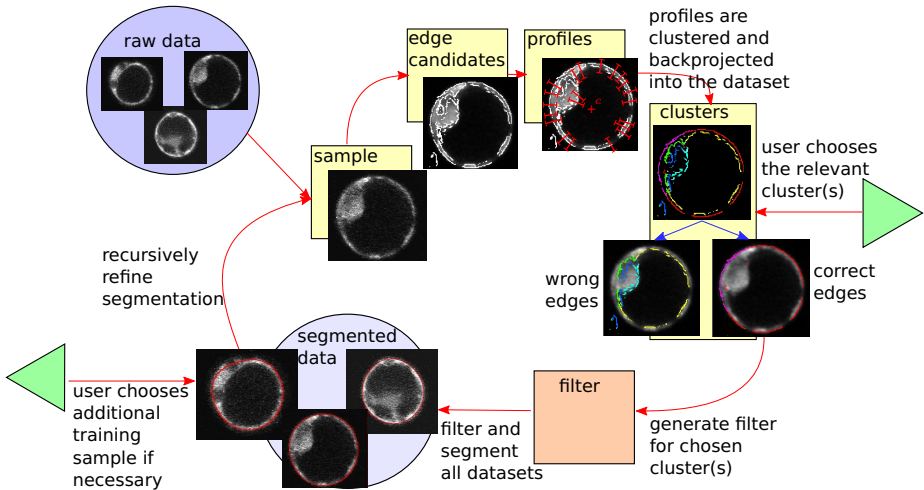 raw data
edge
candidates
profiles
profiles are
clustered and
backprojected
into the dataset
sample
clusters
user chooses
the relevant
cluster(s)
recursively
refine
segmentation
wrong
edges
correct
edges
segmented
data
filter
user chooses
additional
training
sample if
necessary
filter and
segment
all datasets
generate filter
for chosen
cluster(s)